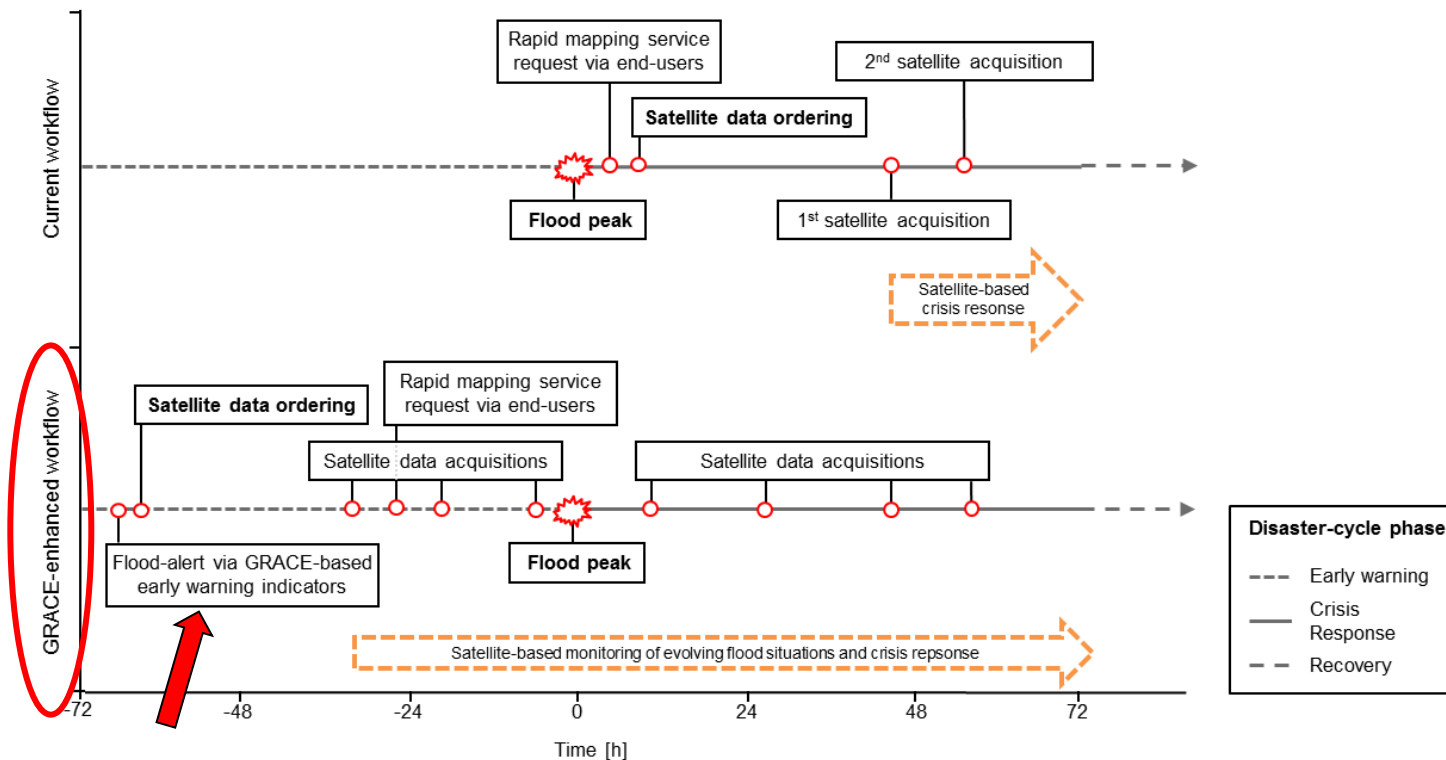 Current workflow
Rapid mapping service
request via end-users
2nd satellite acquisition
Satellite data ordering
Flood peak
1st satellite acquisition
Satellite-based
crisis resonse
GRACE-enhanced workflow
Satellite data ordering
Rapid mapping service
request via end-users
Satellite data acquisitions
Satellite data acquisitions
Flood-alert via GRACE-based
early warning indicators
Flood peak
Satellite-based monitoring of evolving flood situations and crisis repsonse
Disaster-cycle phase
Early warning
Crisis
Response
Recovery
-72 -48 -24 0 24 48 72
Time [h]